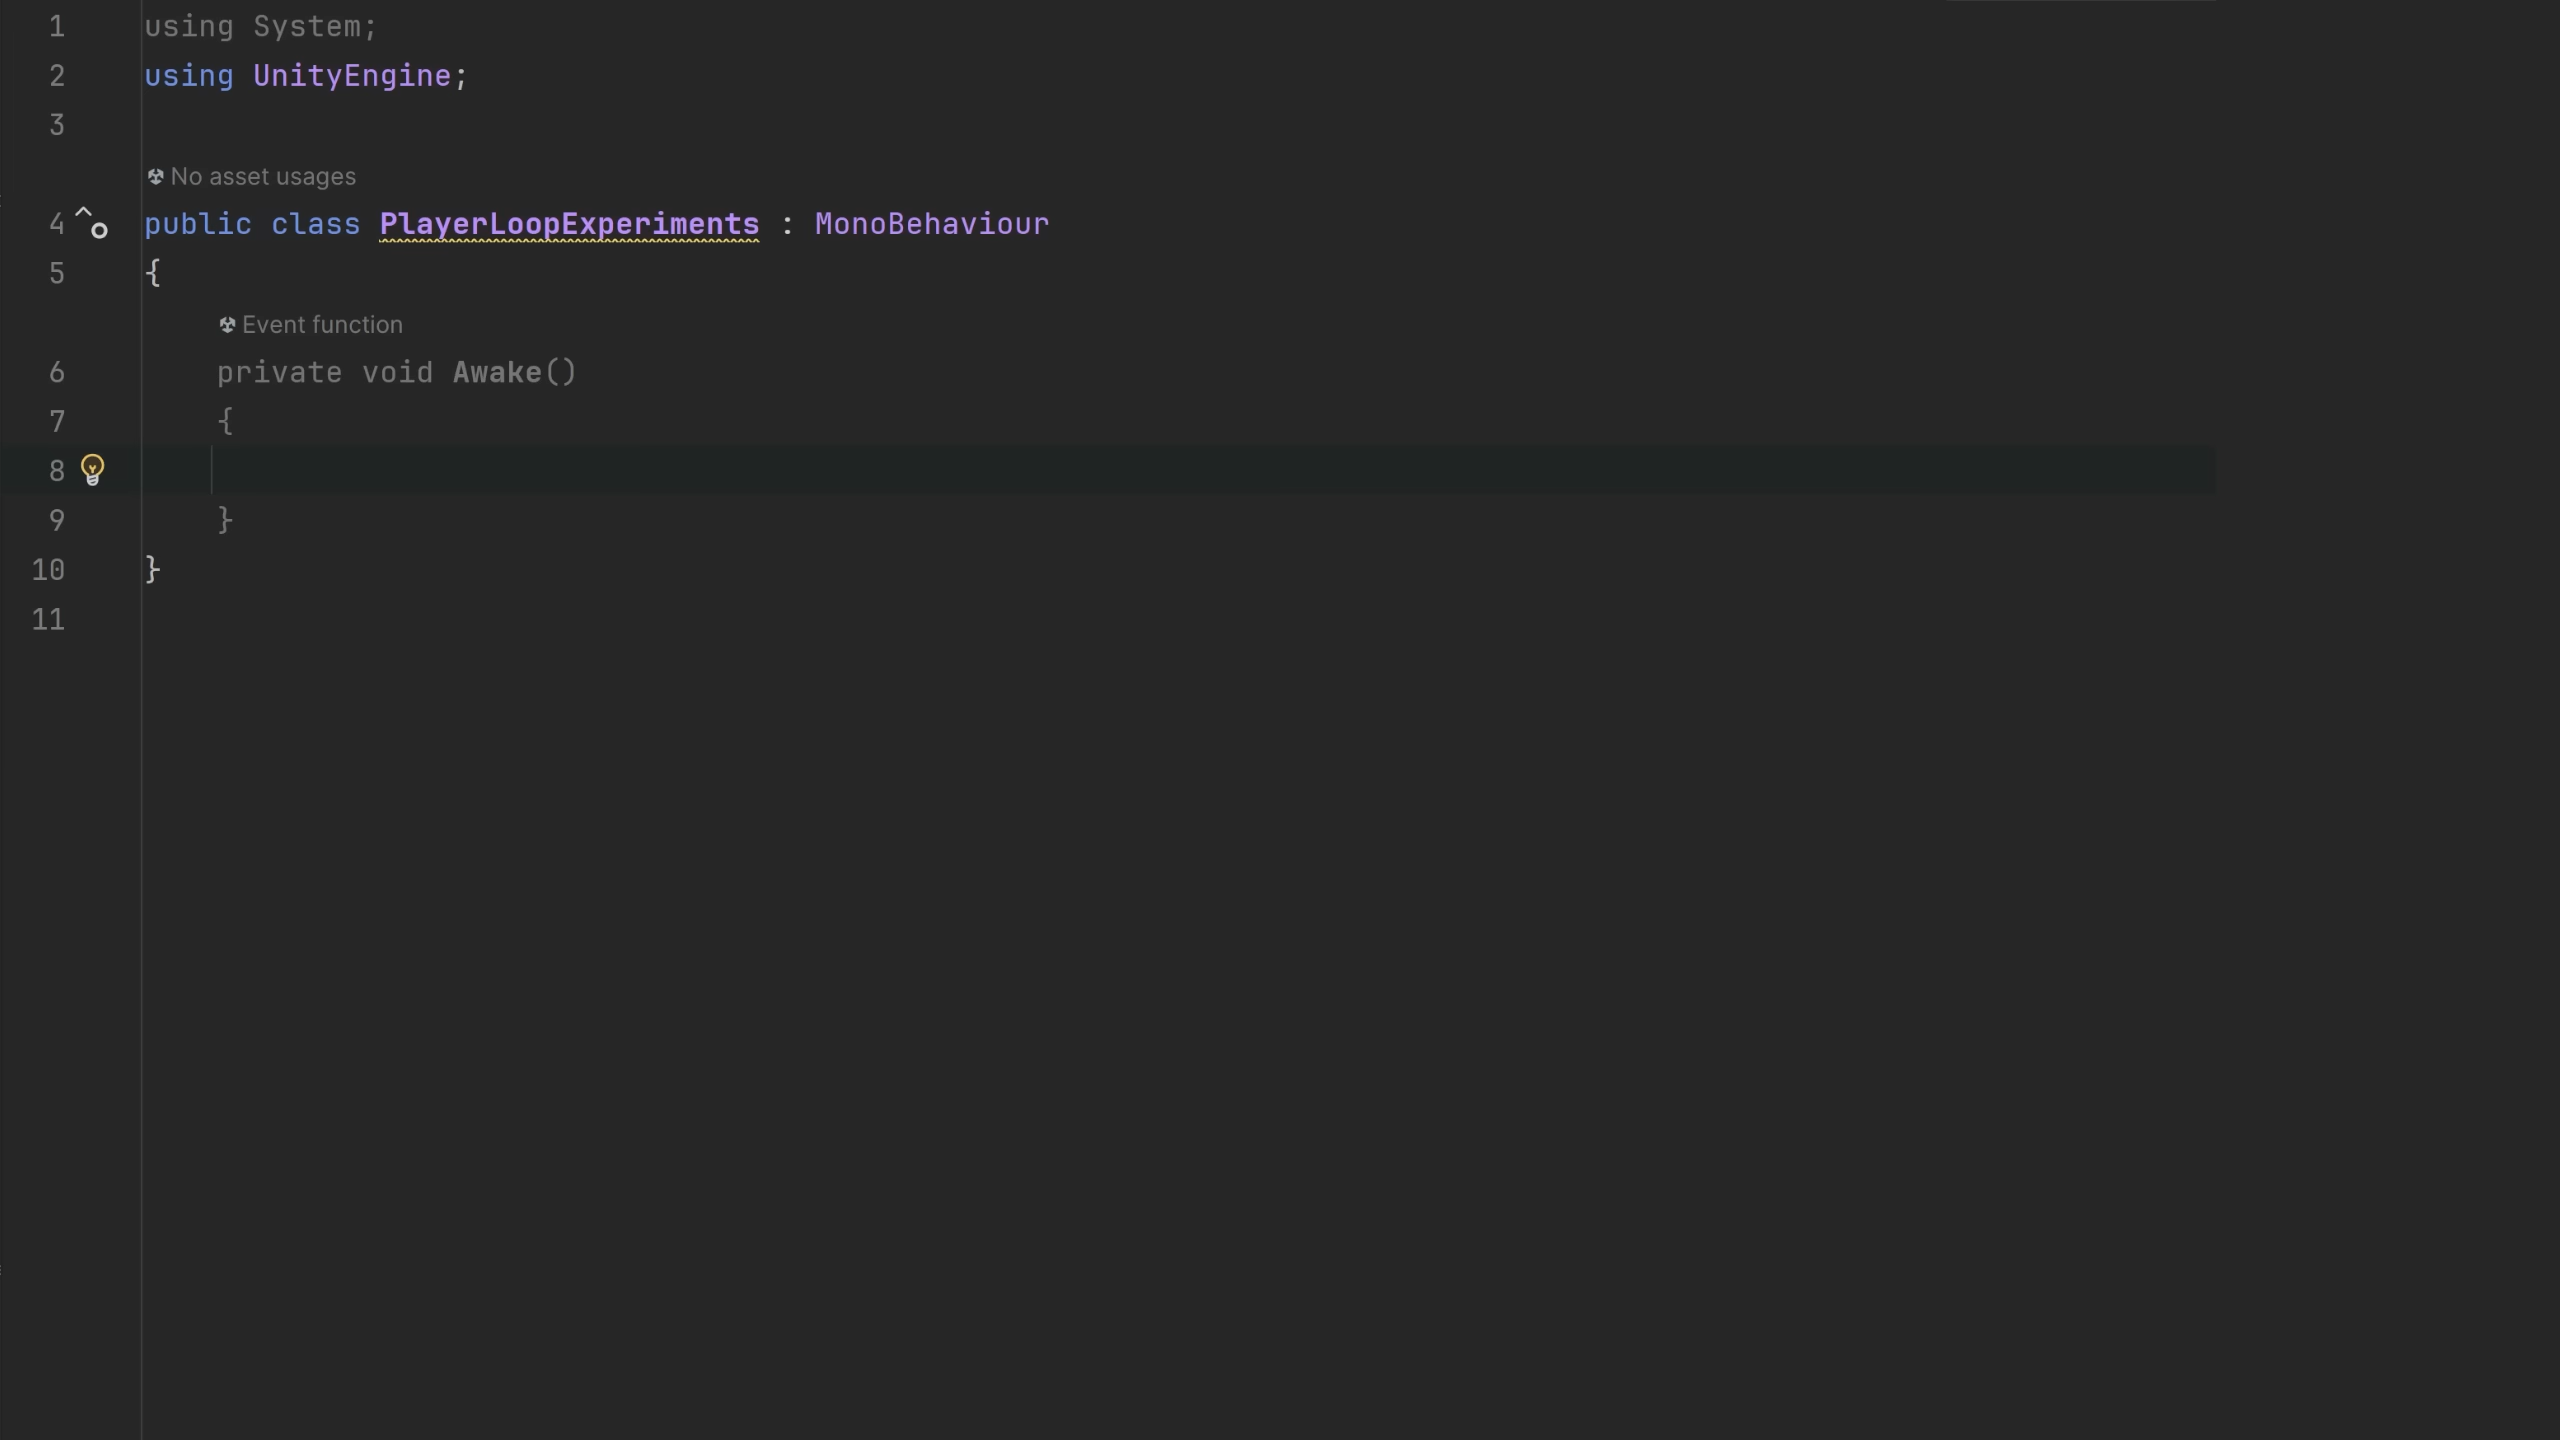 1 using System;
2 using UnityEngine;
3
No asset usages
4 public class PlayerLoopExperiments : MonoBehaviour
5 {
Event function
6 private void Awake()
7 {
8
9 }
10 }
11